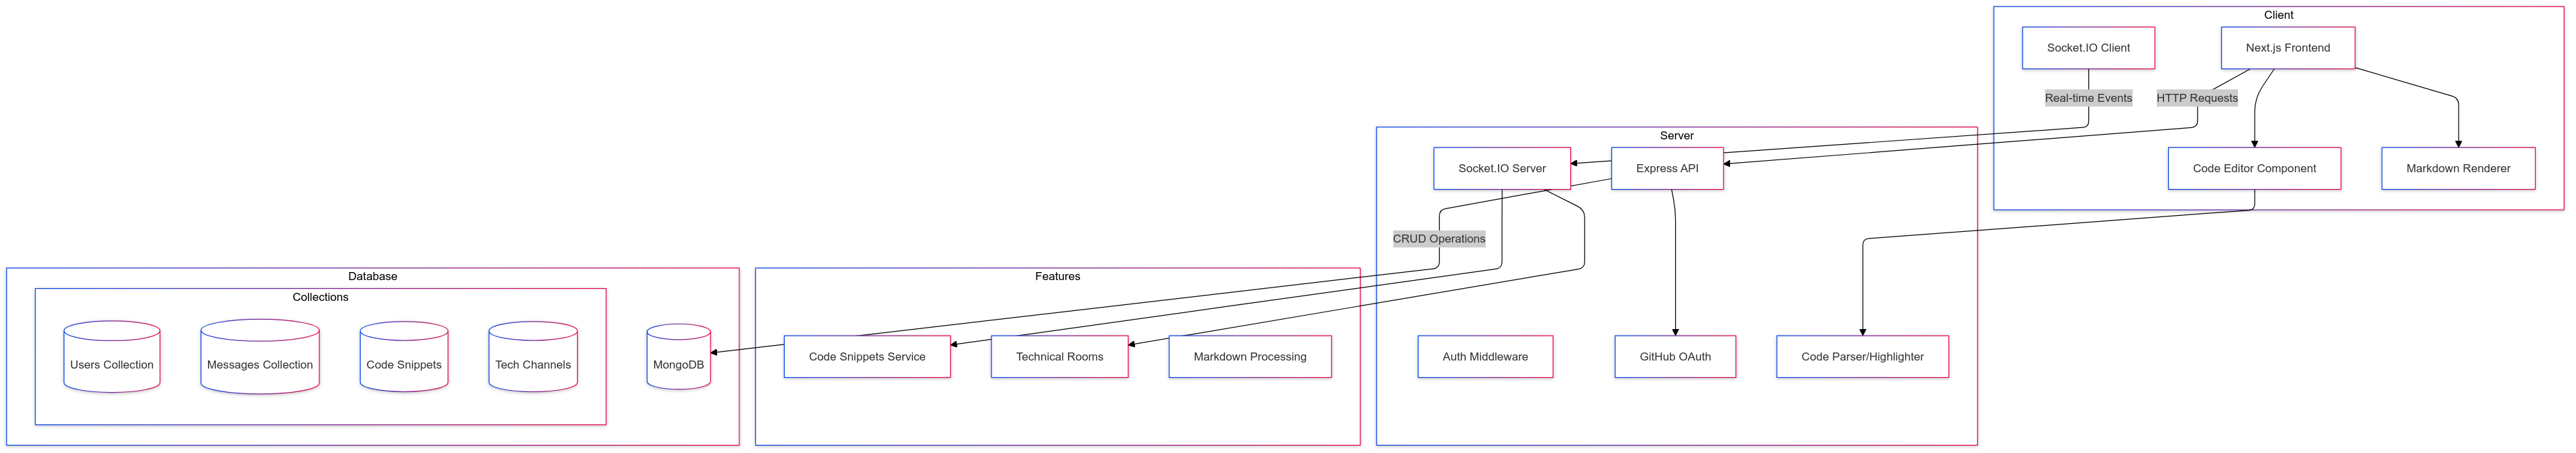 Client
Socket.IO Client
Next.js Frontend
Real-time Events
HTTP Requests
Code Editor Component
Markdown Renderer
Server
Socket.IO Server
Express API
CRUD Operations
Auth Middleware
GitHub OAuth
Code Parser/Highlighter
Features
Code Snippets Service
Technical Rooms
Markdown Processing
Database
Collections
Users Collection
Messages Collection
Code Snippets
Tech Channels
MongoDB